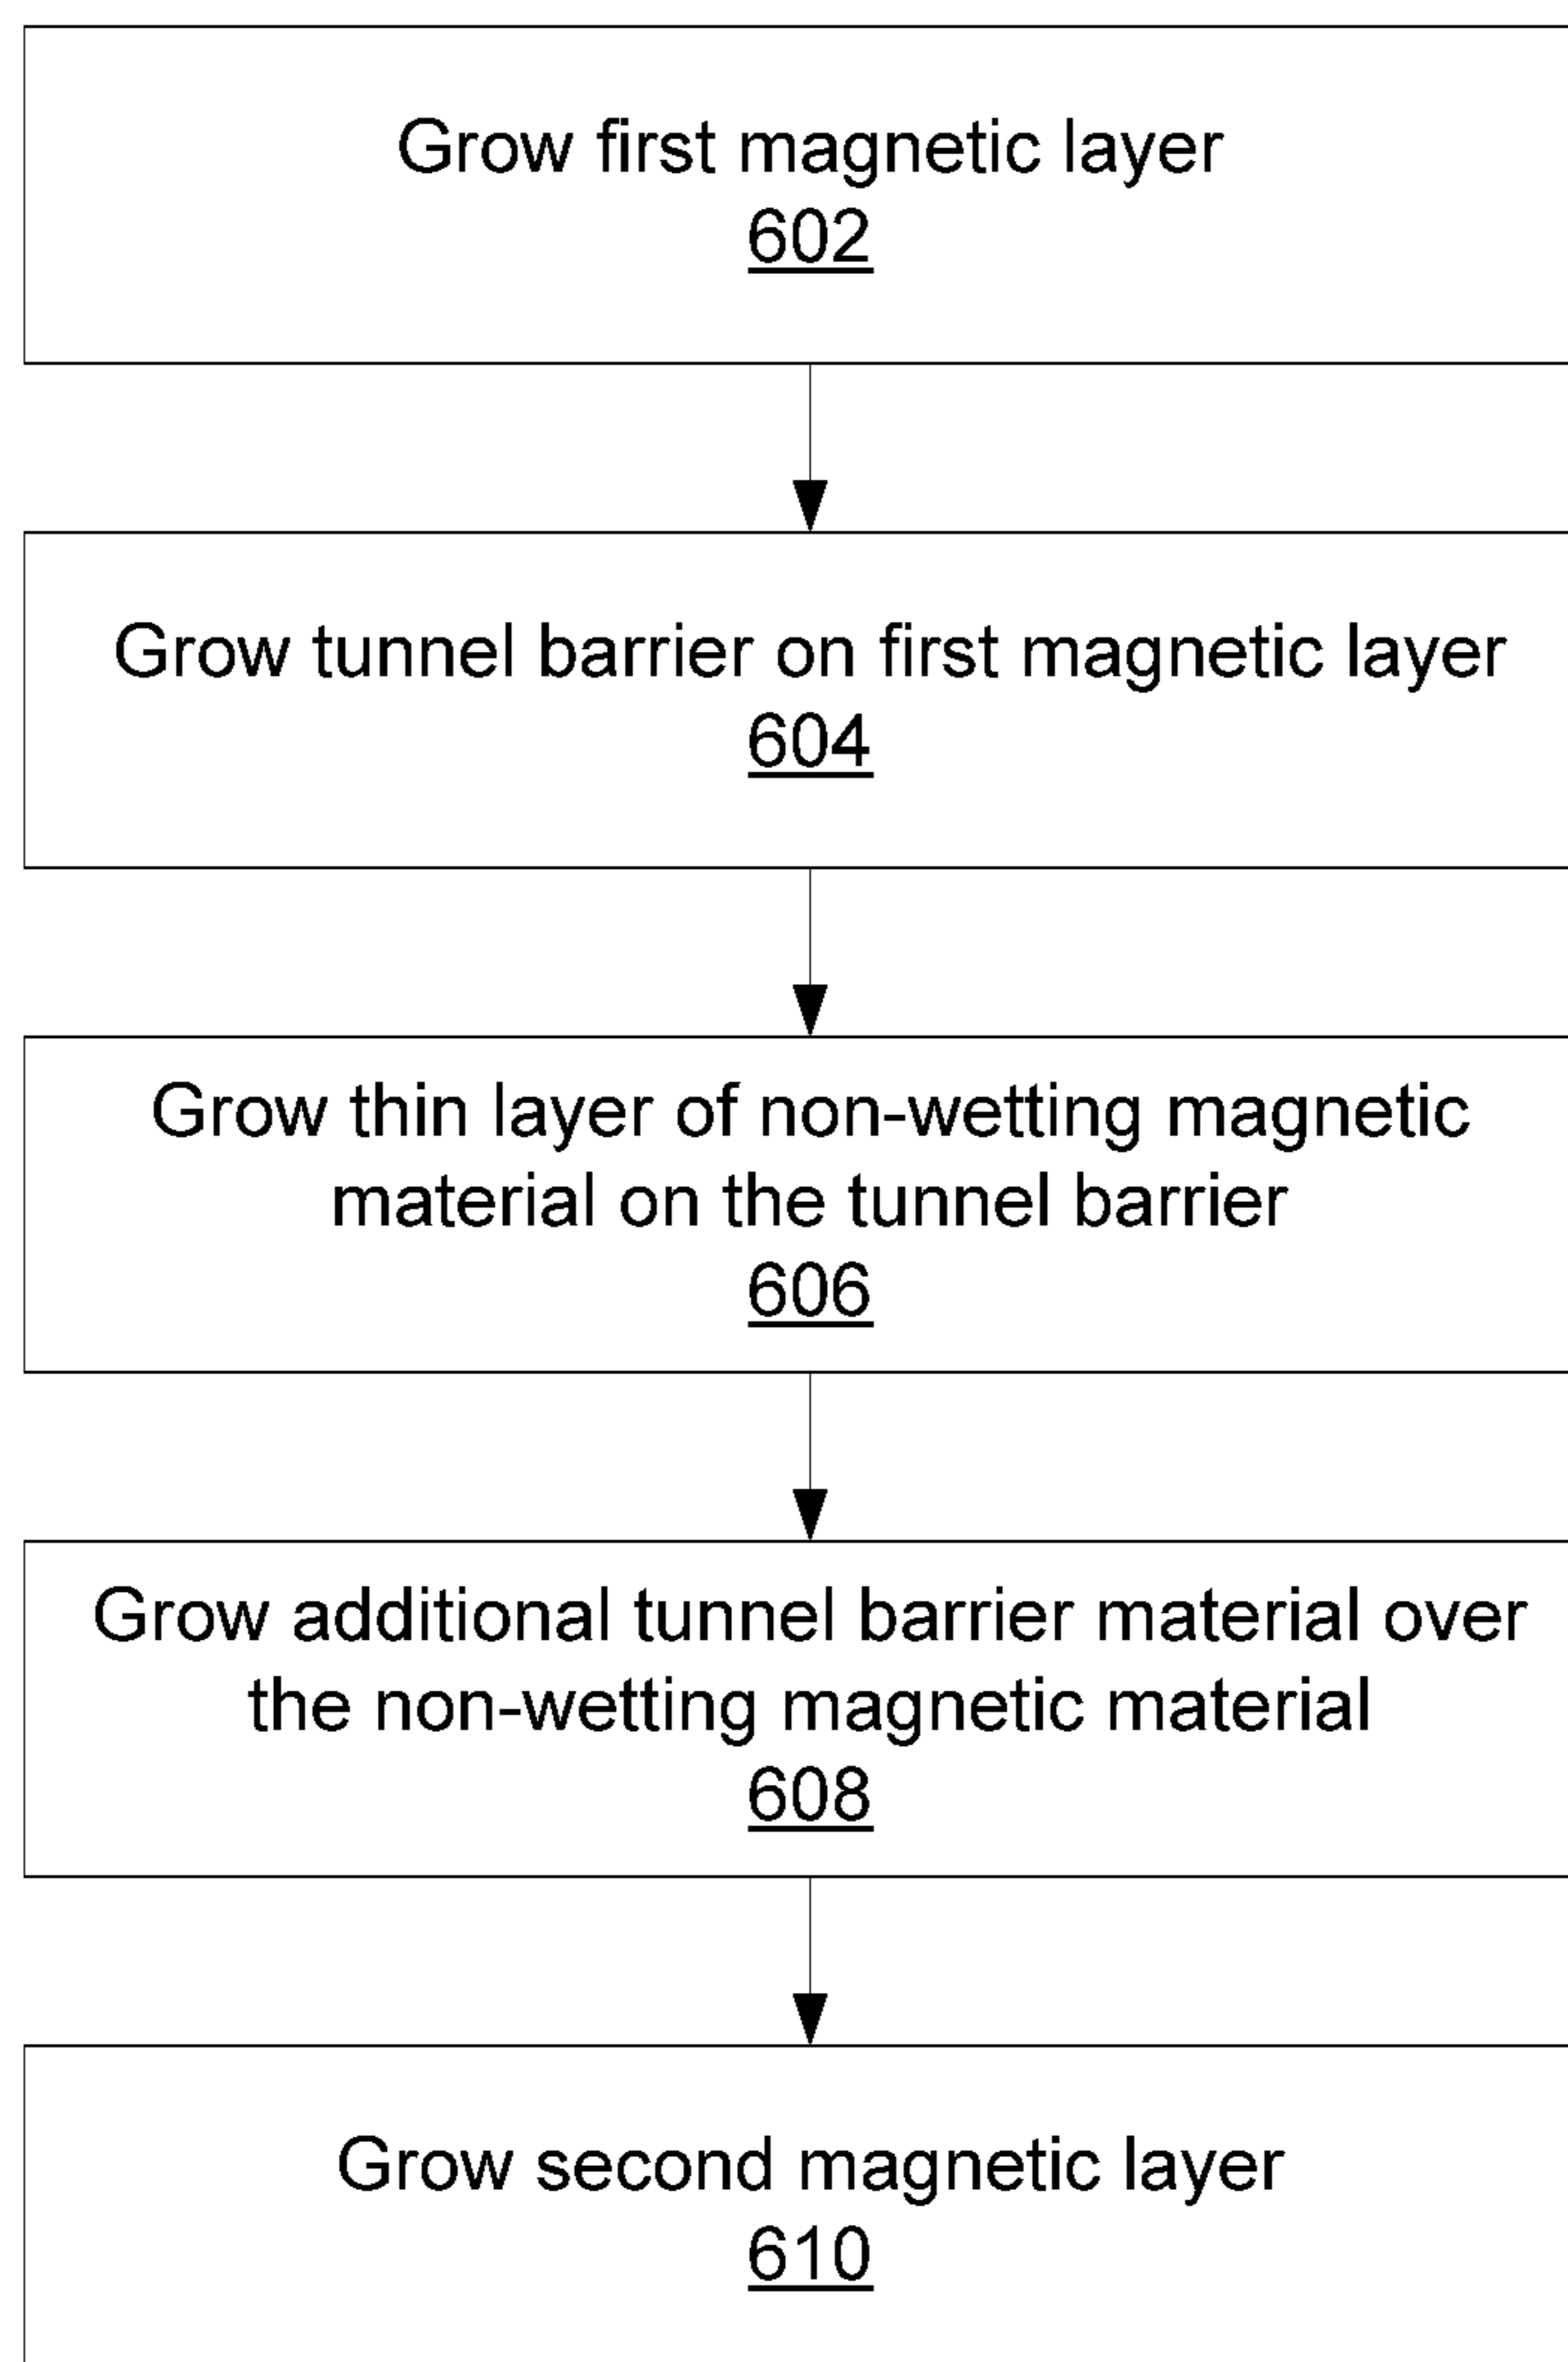 Grow first magnetic layer
602
Grow tunnel barrier on first magnetic layer
604
Grow thin layer of non-wetting magnetic
material on the tunnel barrier
606
Grow additional tunnel barrier material over
the non-wetting magnetic material
608
Grow second magnetic layer
610